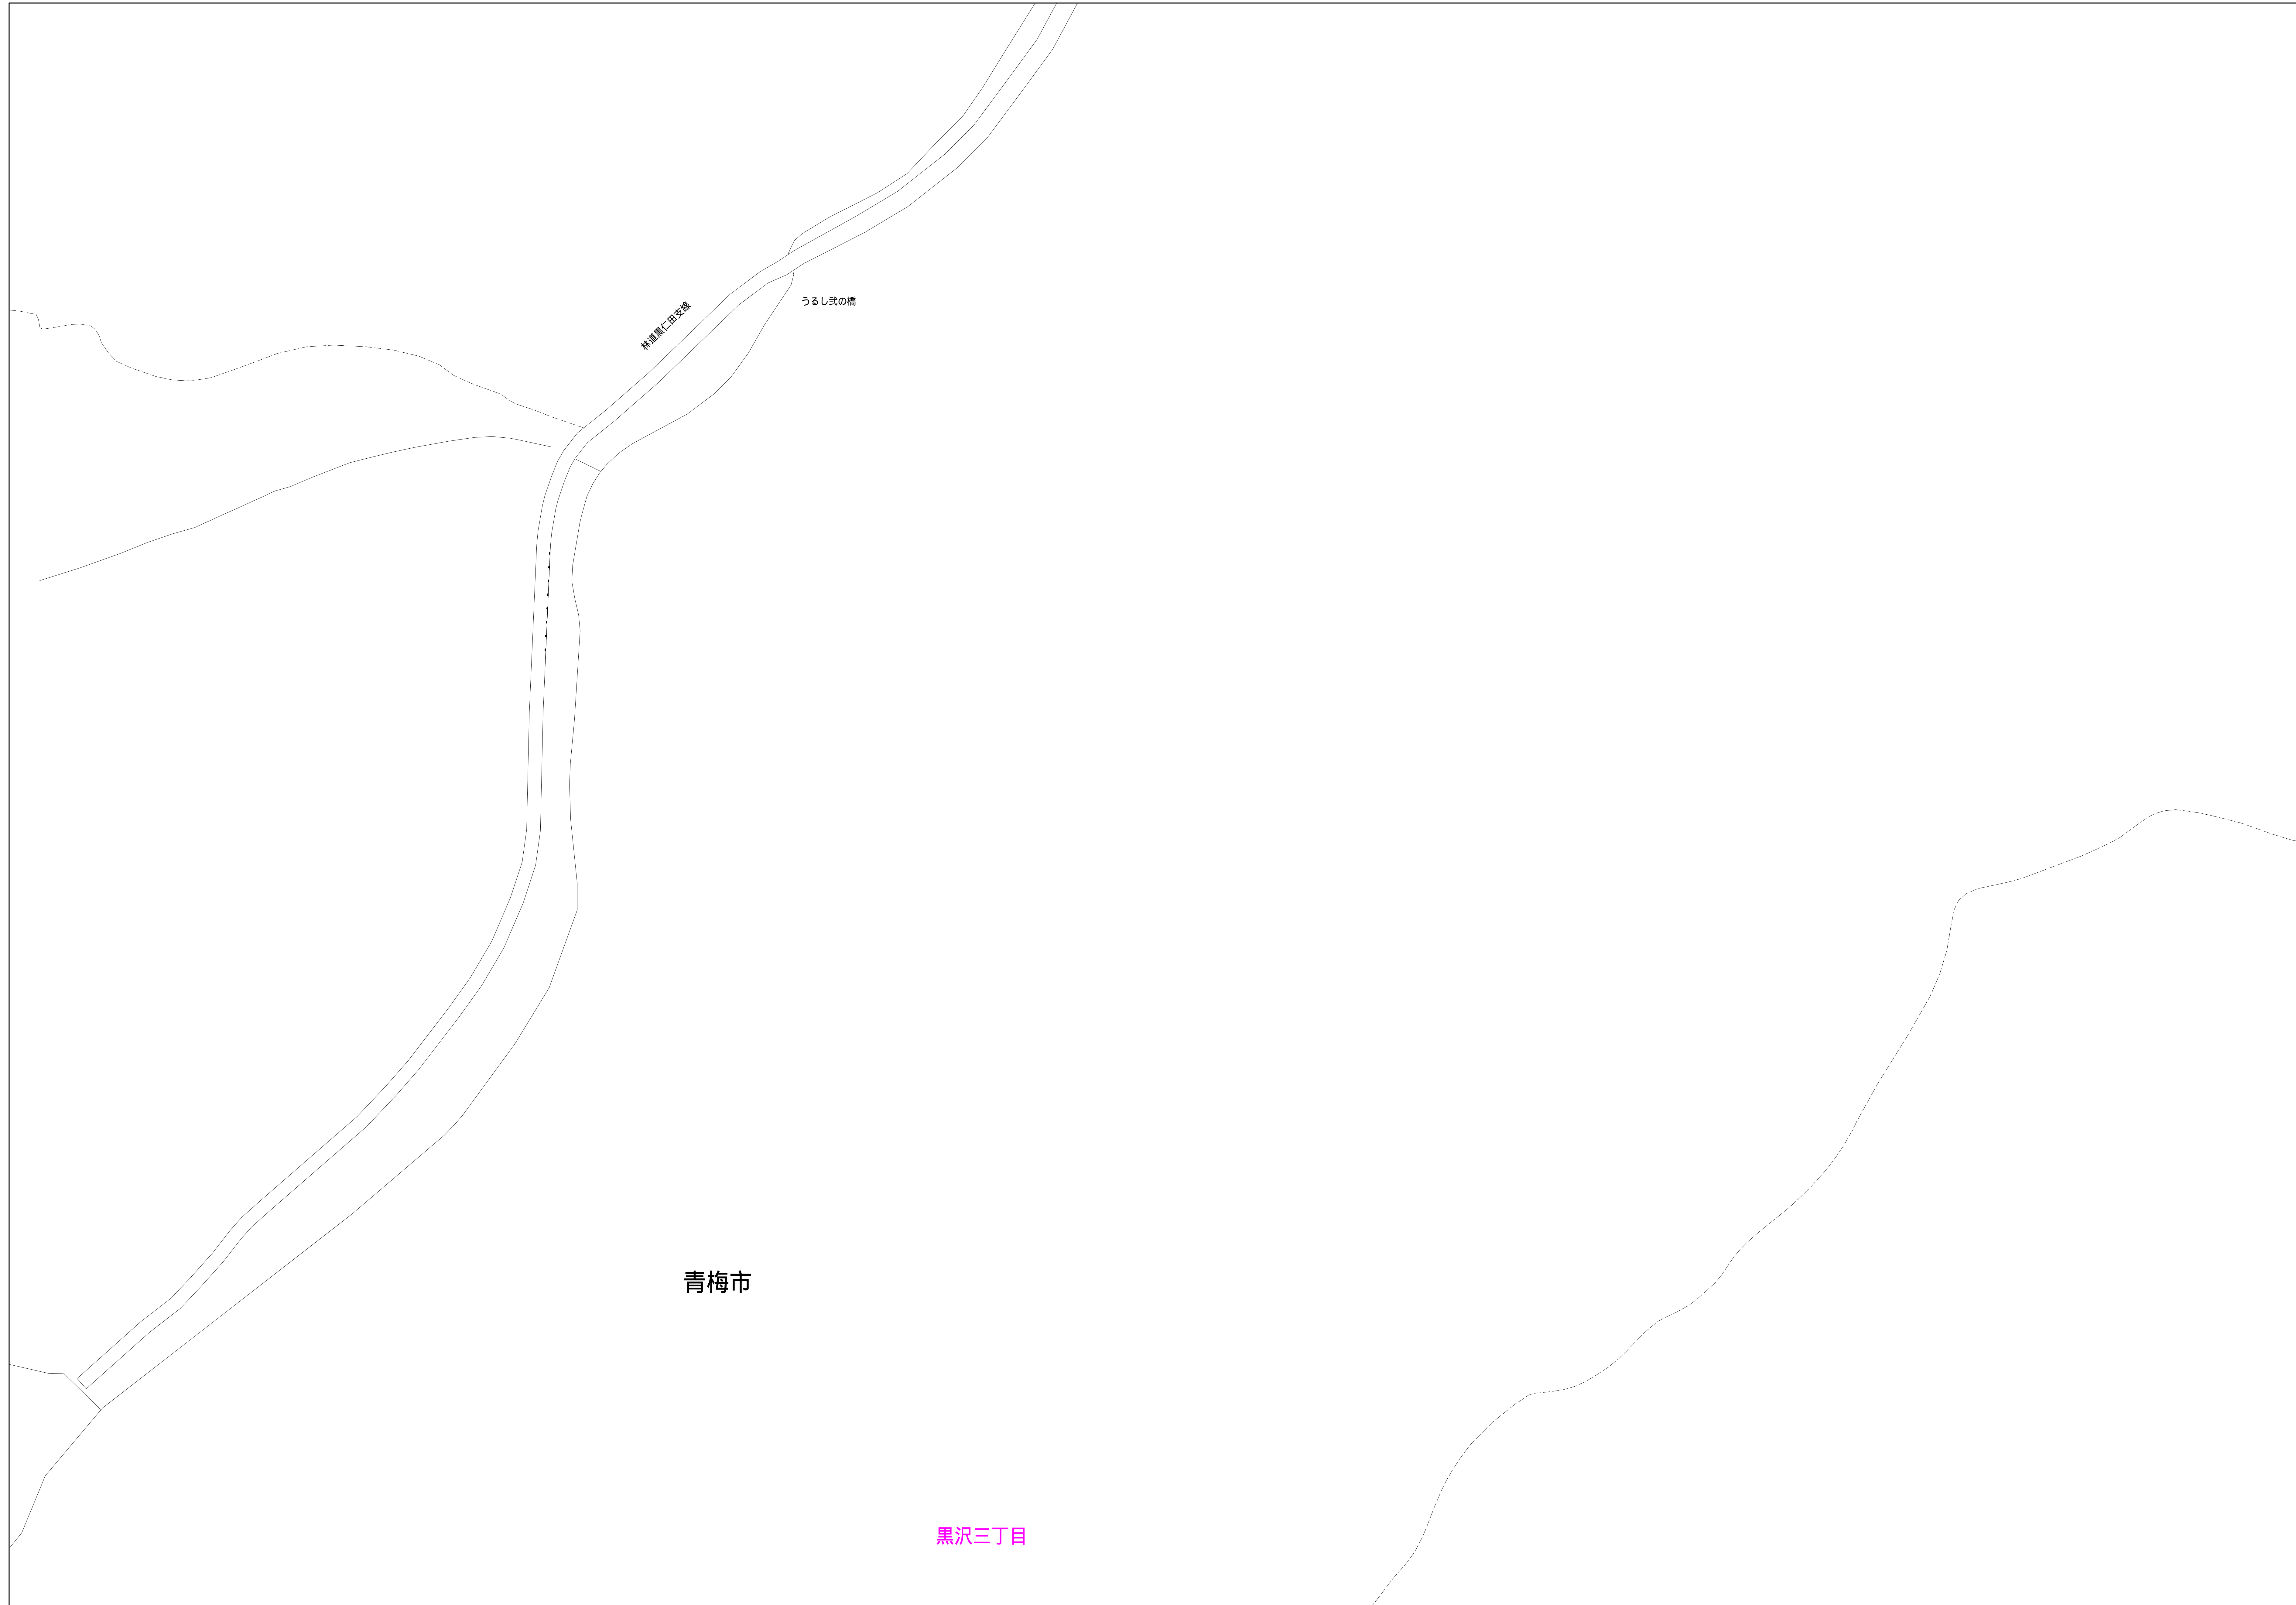 うるし弐の橋
林道黒仁田支線
青梅市
黒沢三丁目